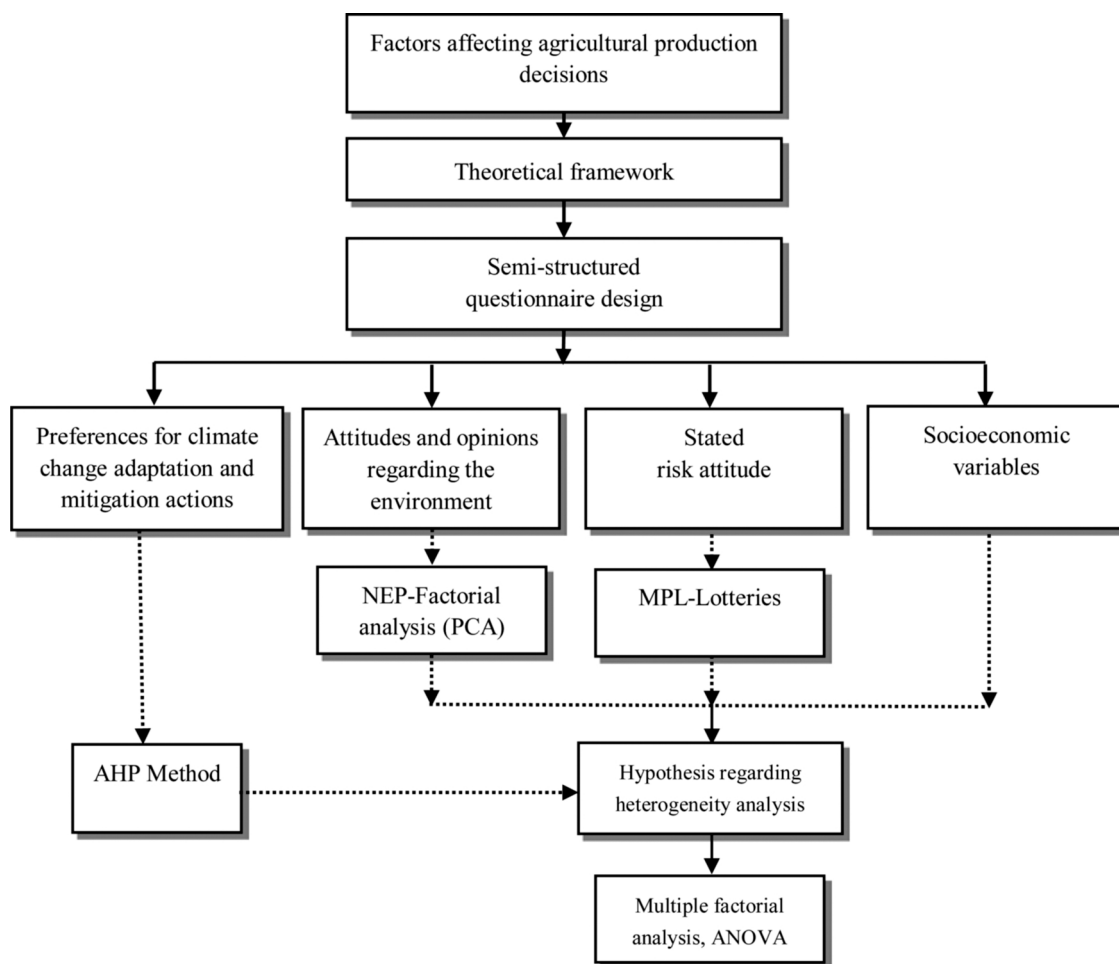 Factors affecting agricultural production
decisions
Theoretical framework
Semi-structured
questionnaire design
Preferences for climate
change adaptation and
mitigation actions
Attitudes and opinions
regarding the
environment
Stated
risk attitude
Socioeconomic
variables
NEP-Factorial
analysis (PCA)
MPL-Lotteries
AHP Method
Hypothesis regarding
heterogeneity analysis
Multiple factorial
analysis, ANOVA